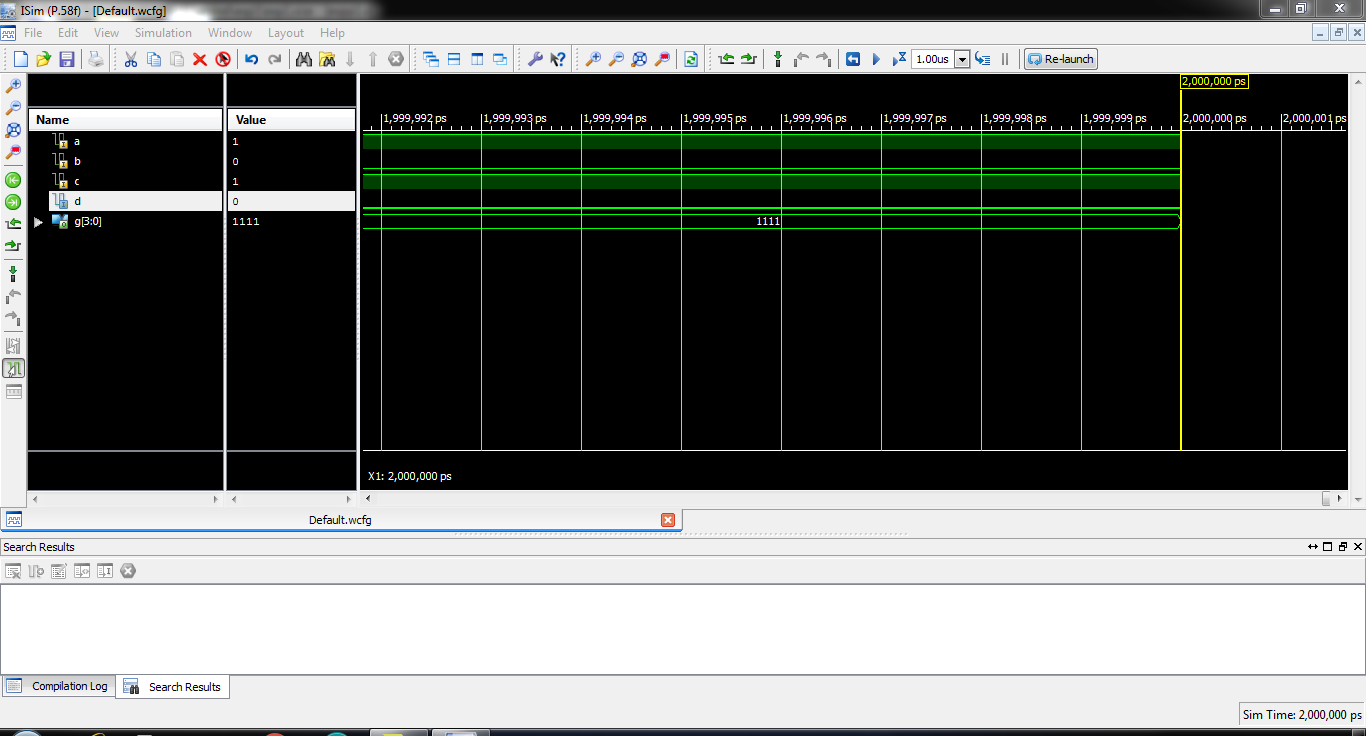 ISim (P.58f) - [Default.wcfg]
File Edit View Simulation Window Layout Help
1.00us Re-launch
2,000,000 ps
Name Value
1,999,992 ps 1,999,993 ps 1,999,994 ps 1,999,995 ps 1,999,996 ps 1,999,997 ps 1,999,998 ps 1,999,999 ps 2,000,000 ps 2,000,001 ps
a 1
b 0
c 1
d 0
g[3:0] 1111 1111
X1: 2,000,000 ps
Default.wcfg
Search Results
Compilation Log Search Results
Sim Time: 2,000,000 ps